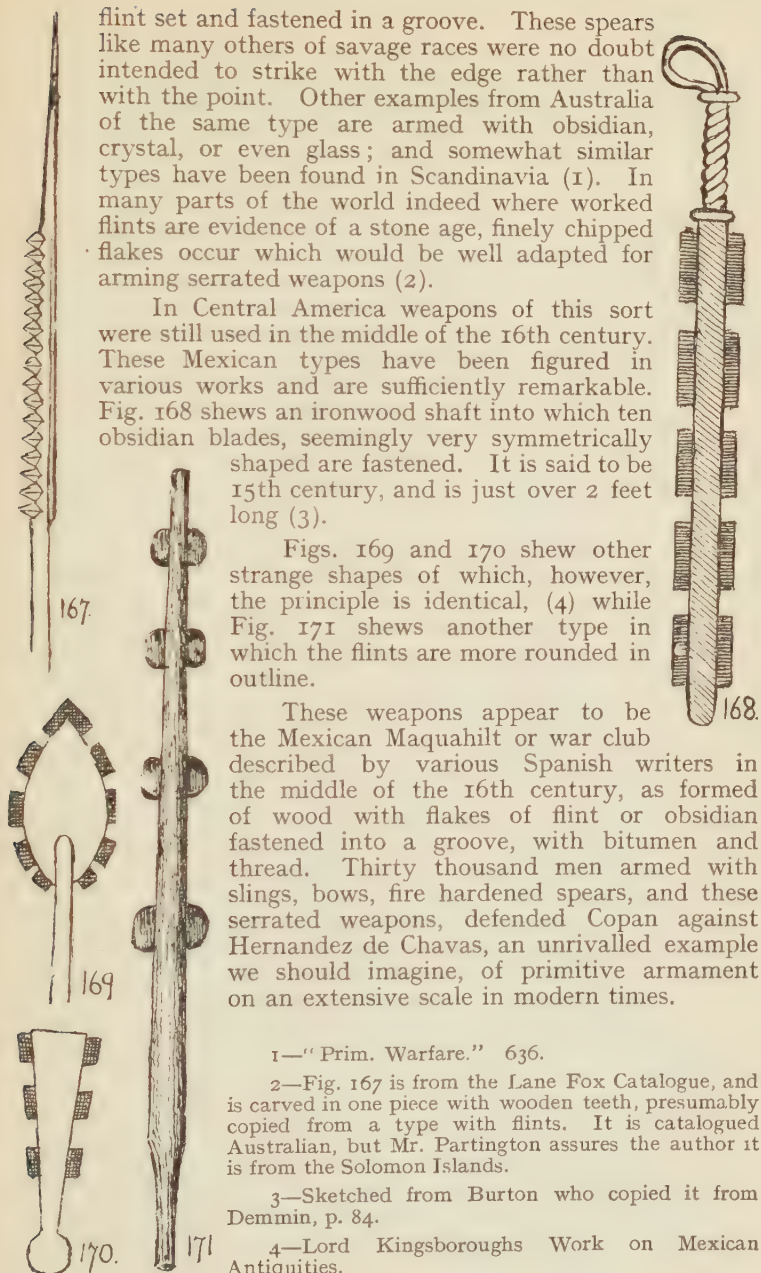 flint set and fastened in a groove. These spears
like many others of savage races were no doubt
intended to strike with the edge rather than
with the point. Other examples from Australia
of the same type are armed with obsidian,
crystal, or even glass; and somewhat similar
types have been found in Scandinavia (1). In
many parts of the world indeed where worked
flints are evidence of a stone age, finely chipped
flakes occur which would be well adapted for
arming serrated weapons (2).
In Central America weapons of this sort
were still used in the middle of the 16th century.
These Mexican types have been figured in
various works and are sufficiently remarkable.
Fig. 168 shews an ironwood shaft into which ten
obsidian blades, seemingly very symmetrically
shaped are fastened. It is said to be
15th century, and is just over 2 feet
long (3).
Figs. 169 and 170 shew other
strange shapes of which, however,
the principle is identical, (4) while
Fig. 171 shews another type in
which the flints are more rounded in
outline.
These weapons appear to be
the Mexican Maquahilt or war club
described by various Spanish writers in
the middle of the 16th century, as formed
of wood with flakes of flint or obsidian
fastened into a groove, with bitumen and
thread. Thirty thousand men armed with
slings, bows, fire hardened spears, and these
serrated weapons, defended Copan against
Hernandez de Chavas, an unrivalled example
we should imagine, of primitive armament
on an extensive scale in modern times.
1—"Prim. Warfare." 636.
2—Fig. 167 is from the Lane Fox Catalogue, and
is carved in one piece with wooden teeth, presumably
copied from a type with flints. It is catalogued
Australian, but Mr. Partington assures the author it
is from the Solomon Islands.
3—Sketched from Burton who copied it from
Demmin, p. 84.
4—Lord Kingsboroughs Work on Mexican
Antiquities.
167.
168.
169
170.
171